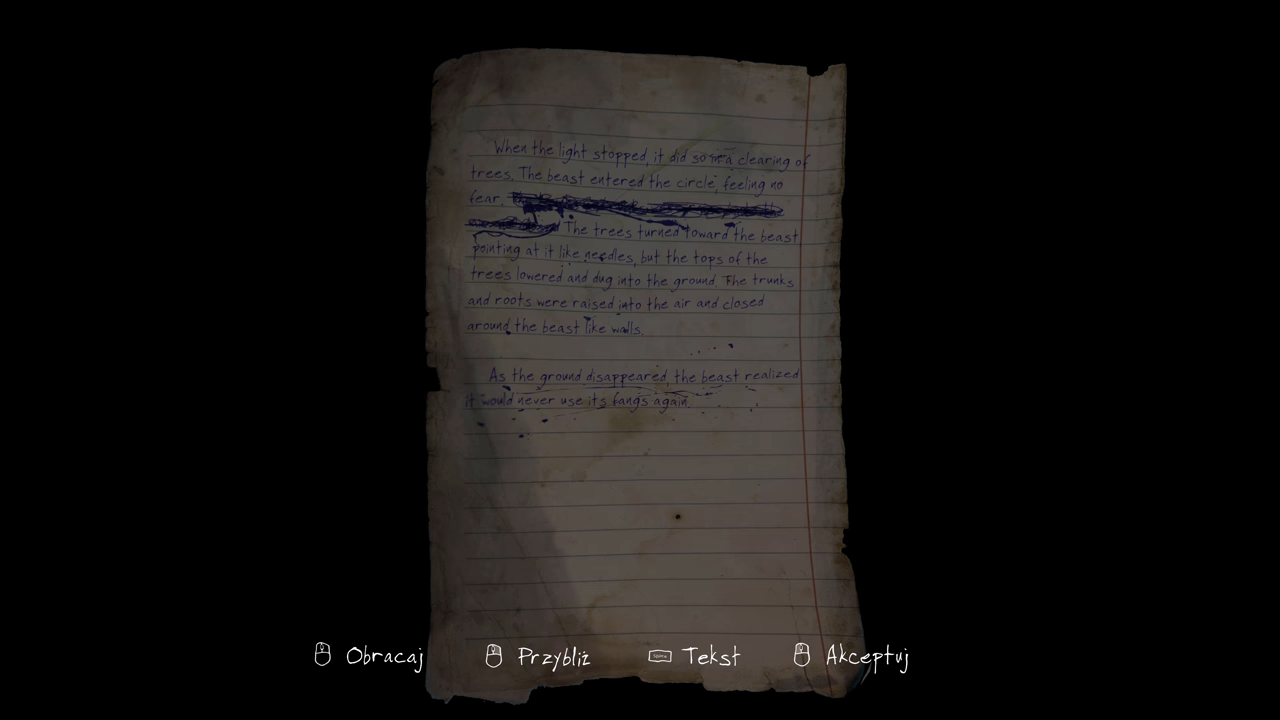 When the light stopped, it did so in a clearing of
trees. The beast entered the circle, feeling no
fear.
The trees turned toward the beast,
pointing at it like needles, but the tops of the
trees lowered and dug into the ground. The trunks
and roots were raised into the air and closed
around the beast like walls.
As the ground disappeared, the beast realized
it would never use its fangs again.
Obracaj Przybliż Tekst Akceptuj